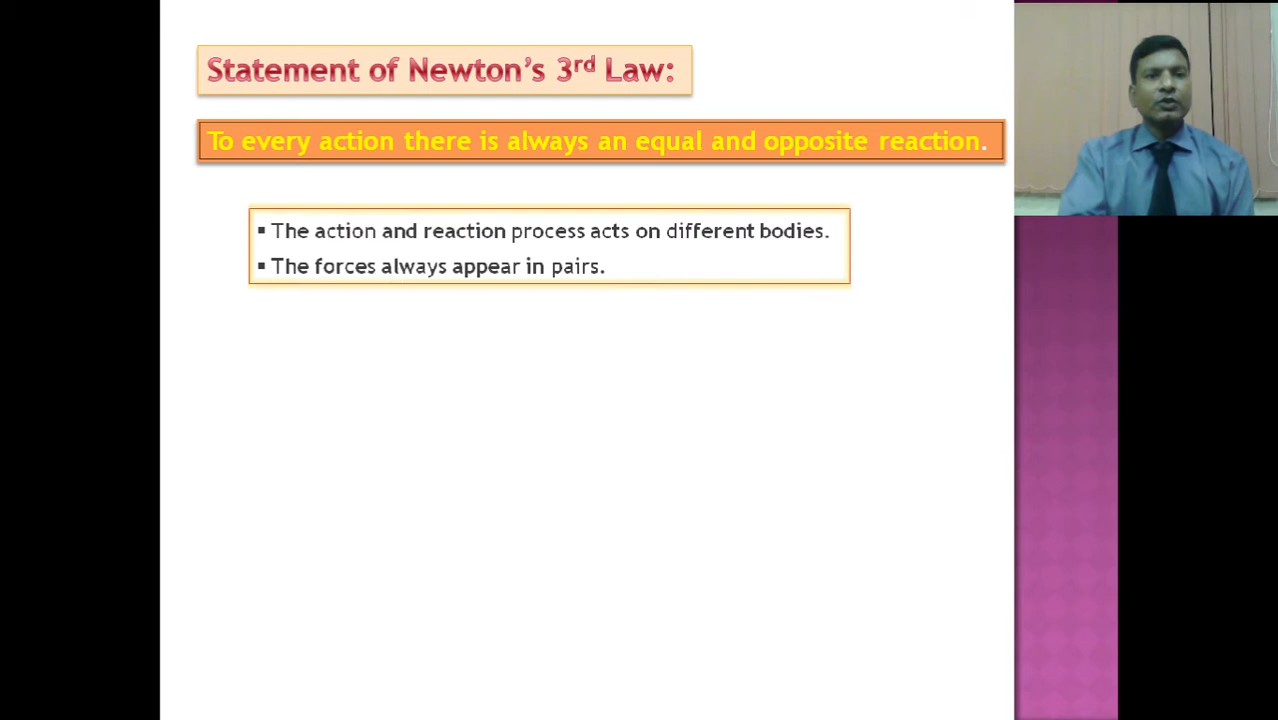 Statement of Newton's 3rd Law:
To every action there is always an equal and opposite reaction.
▪ The action and reaction process acts on different bodies.
▪ The forces always appear in pairs.